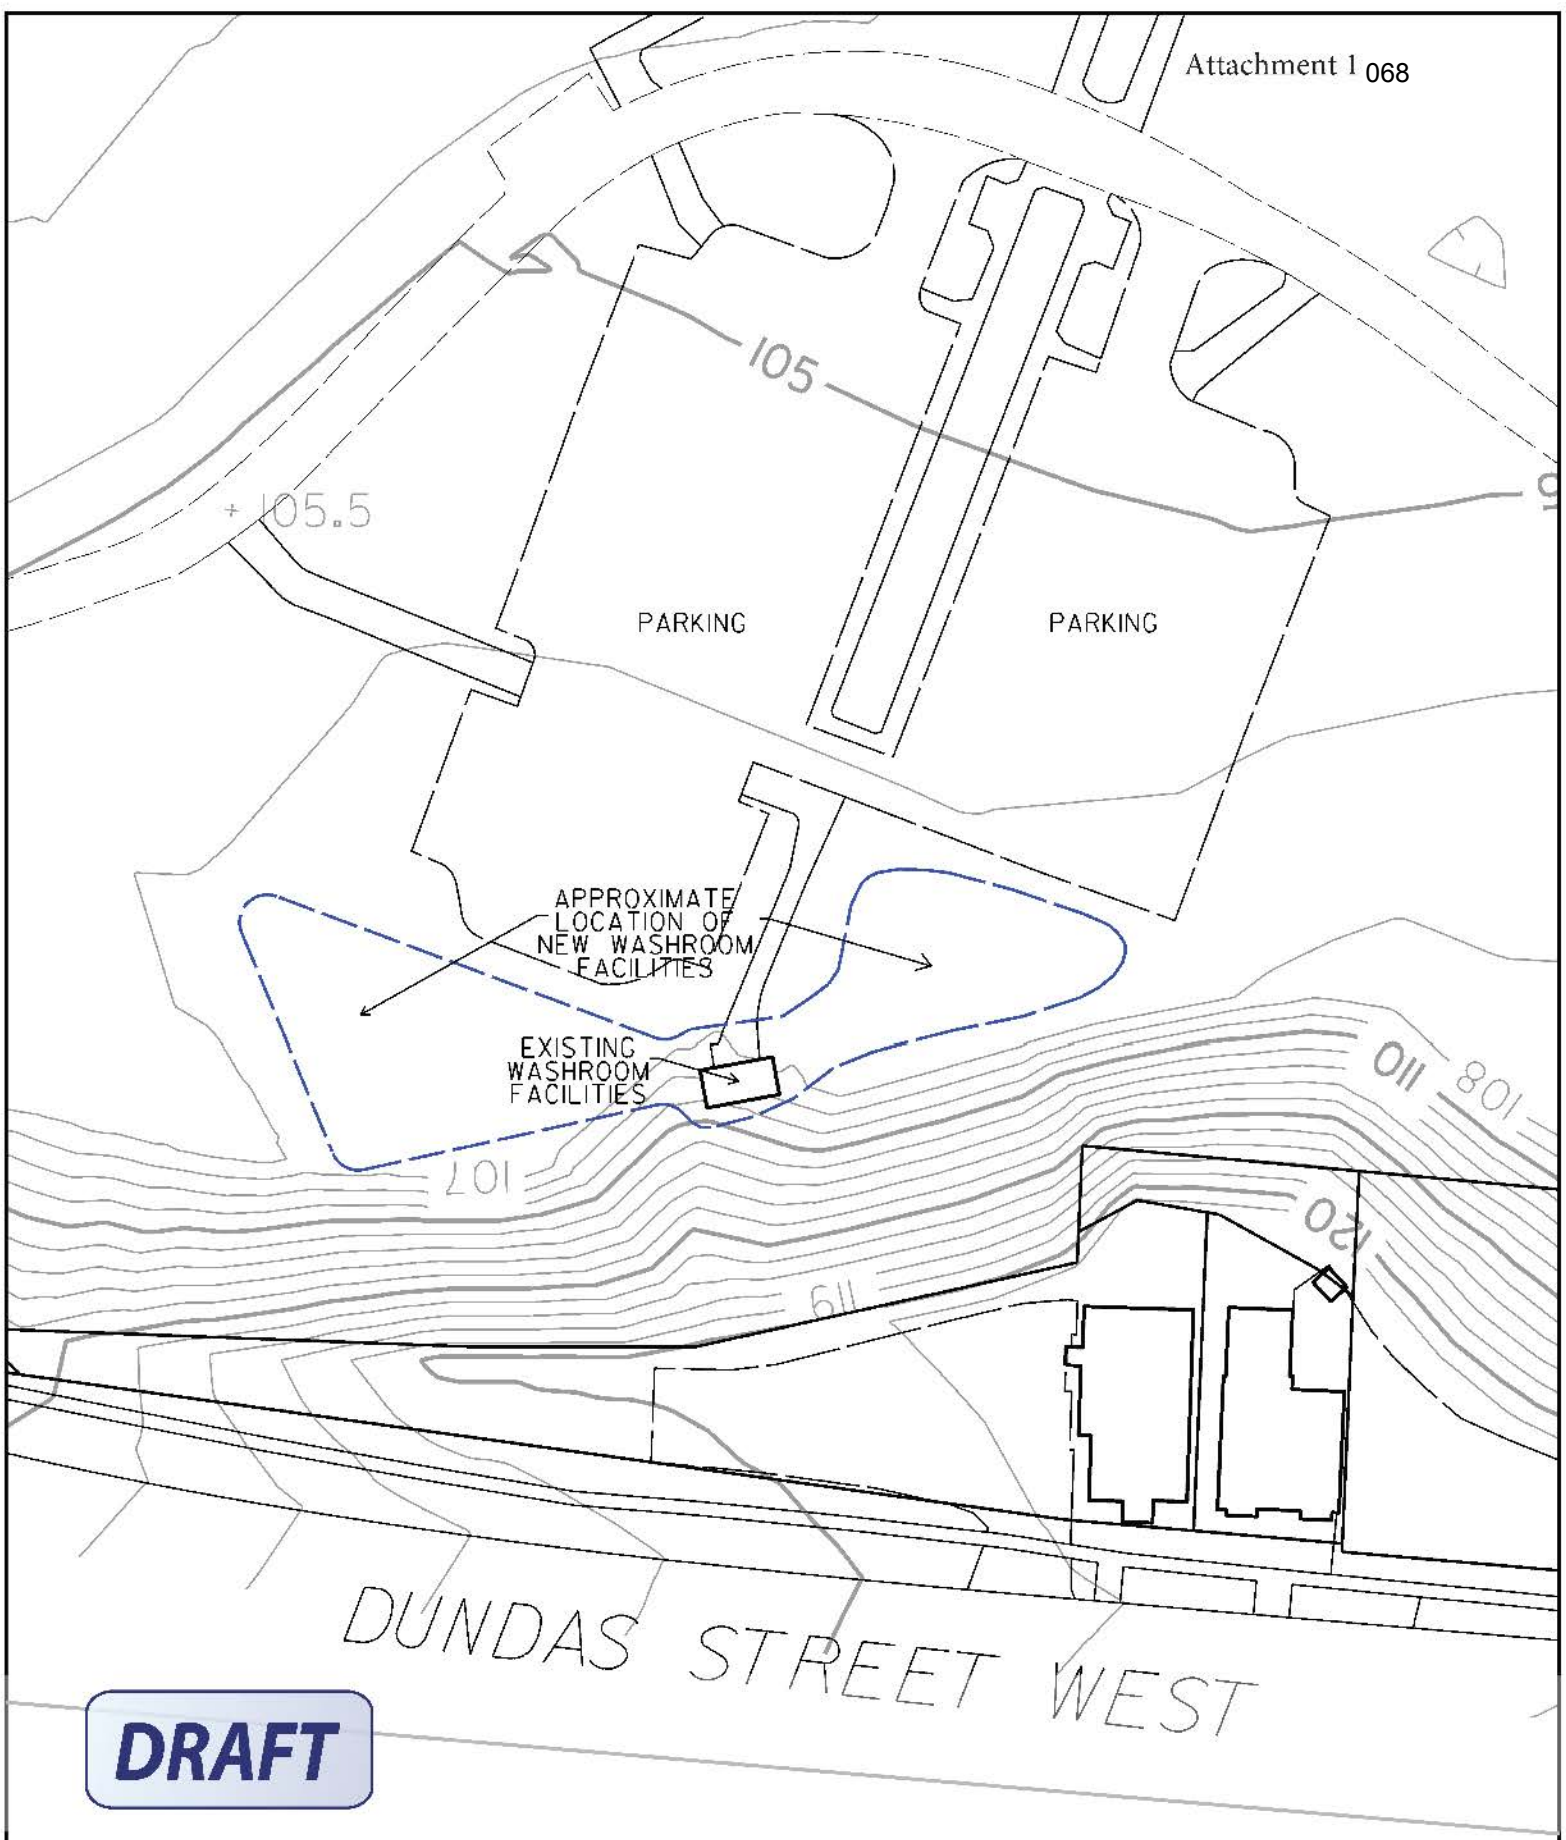 Attachment 1 068
105
+ 105.5
PARKING
PARKING
APPROXIMATE
LOCATION OF
NEW WASHROOM
FACILITIES
EXISTING
WASHROOM
FACILITIES
110
108
107
120
119
DUNDAS STREET WEST
DRAFT